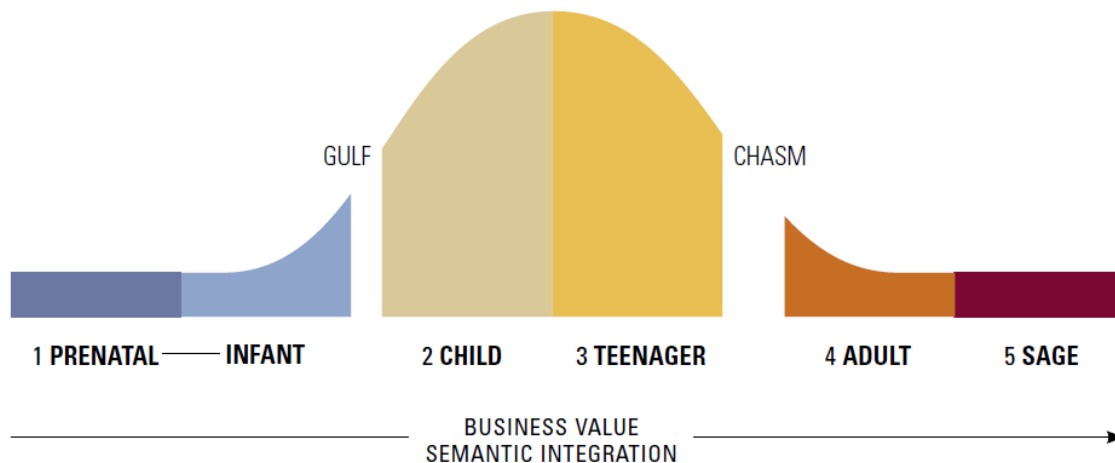 GULF
CHASM
1 PRENATAL
INFANT
2 CHILD
3 TEENAGER
4 ADULT
5 SAGE
BUSINESS VALUE
SEMANTIC INTEGRATION